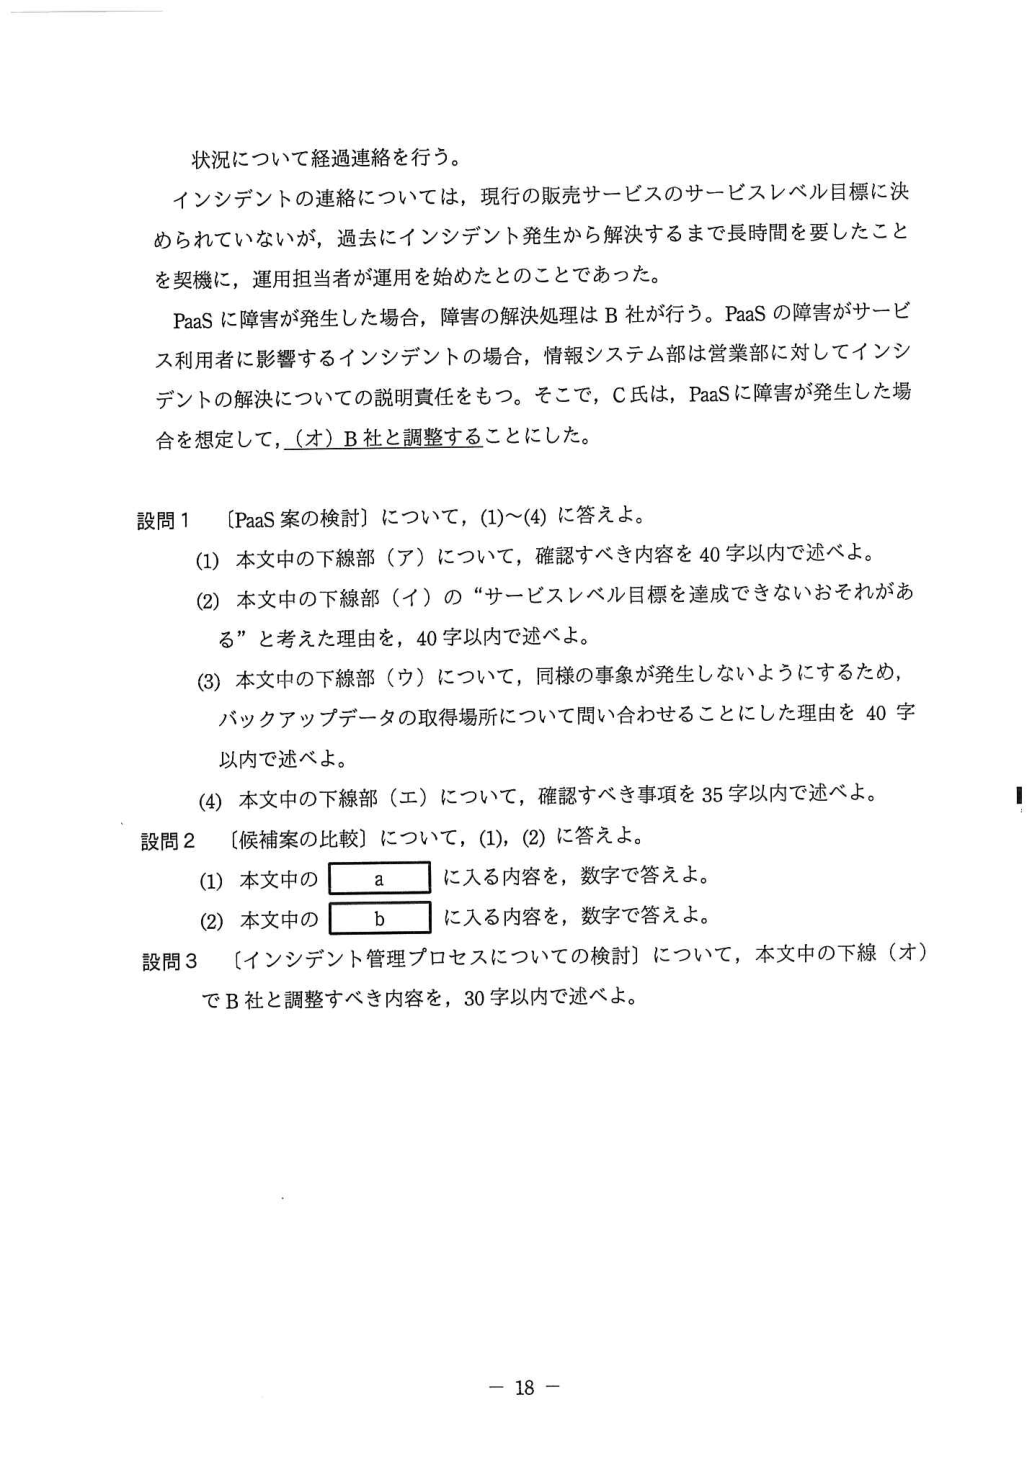 状況について経過連絡を行う。
インシデントの連絡については，現行の販売サービスのサービスレベル目標に決
められていないが，過去にインシデント発生から解決するまで長時間を要したこと
を契機に，運用担当者が運用を始めたとのことであった。
PaaS に障害が発生した場合，障害の解決処理は B 社が行う。PaaS の障害がサービ
ス利用者に影響するインシデントの場合，情報システム部は営業部に対してインシ
デントの解決についての説明責任をもつ。そこで，C 氏は，PaaS に障害が発生した場
合を想定して，（オ）B 社と調整することにした。
設問1 〔PaaS 案の検討〕について，(1)～(4) に答えよ。
(1) 本文中の下線部（ア）について，確認すべき内容を 40 字以内で述べよ。
(2) 本文中の下線部（イ）の“サービスレベル目標を達成できないおそれがあ
る”と考えた理由を，40 字以内で述べよ。
(3) 本文中の下線部（ウ）について，同様の事象が発生しないようにするため，
バックアップデータの取得場所について問い合わせることにした理由を 40 字
以内で述べよ。
(4) 本文中の下線部（エ）について，確認すべき事項を 35 字以内で述べよ。
設問2 〔候補案の比較〕について，(1)，(2) に答えよ。
(1) 本文中の a に入る内容を，数字で答えよ。
(2) 本文中の b に入る内容を，数字で答えよ。
設問3 〔インシデント管理プロセスについての検討〕について，本文中の下線（オ）
で B 社と調整すべき内容を，30 字以内で述べよ。
－ 18 －